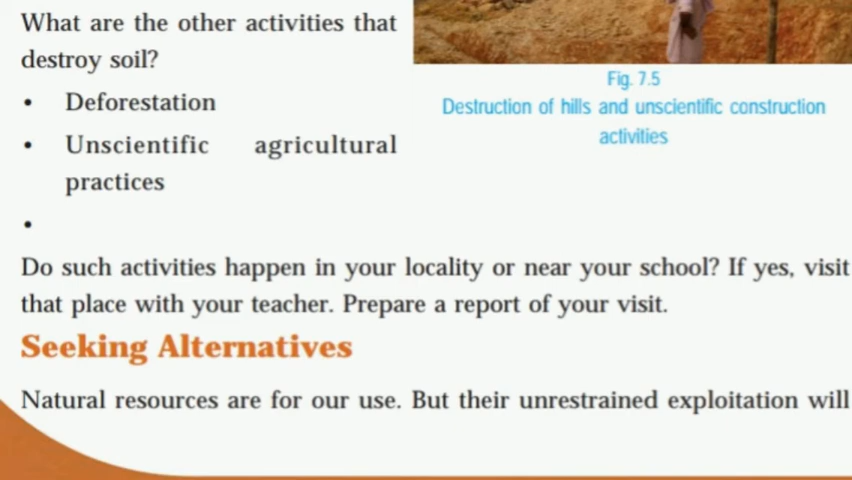 What are the other activities that
destroy soil?
• Deforestation
• Unscientific agricultural
practices
•
Fig. 7.5
Destruction of hills and unscientific construction
activities
Do such activities happen in your locality or near your school? If yes, visit
that place with your teacher. Prepare a report of your visit.
Seeking Alternatives
Natural resources are for our use. But their unrestrained exploitation will